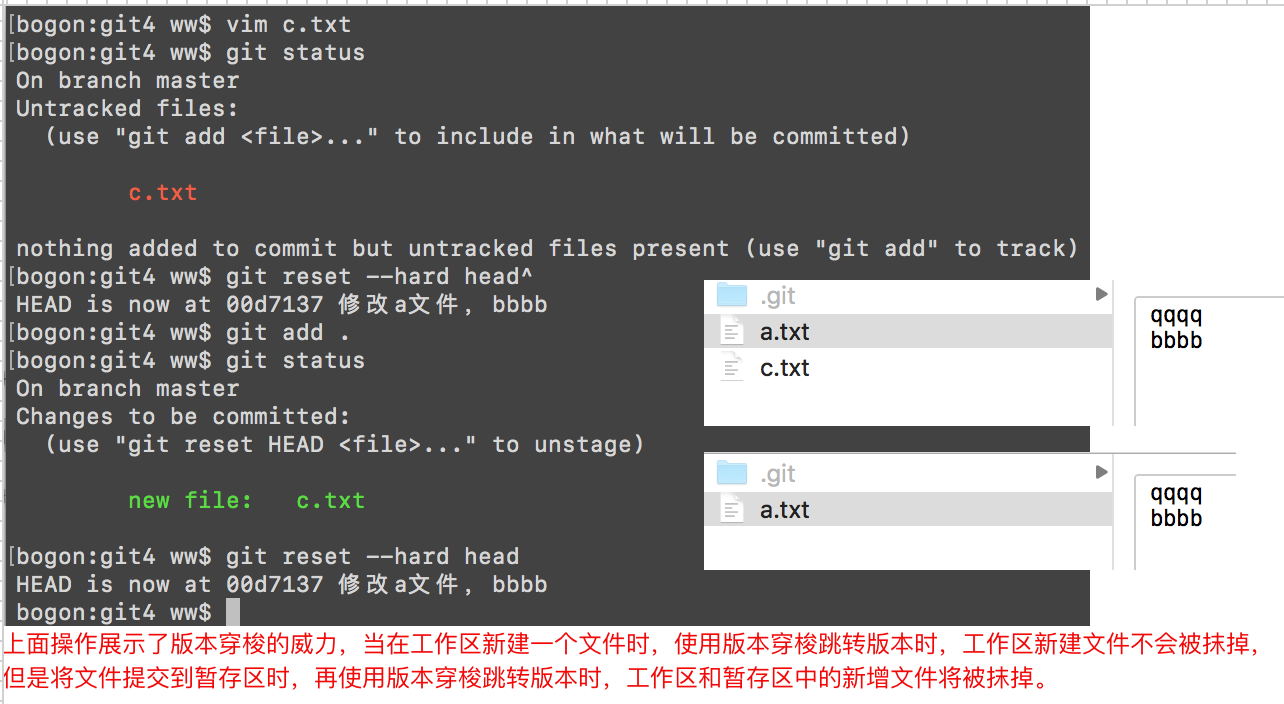 [bogon:git4 ww$ vim c.txt
[bogon:git4 ww$ git status
On branch master
Untracked files:
(use "git add <file>..." to include in what will be committed)
c.txt
nothing added to commit but untracked files present (use "git add" to track)
[bogon:git4 ww$ git reset --hard head^
HEAD is now at 00d7137 修改a文件，bbbb
[bogon:git4 ww$ git add .
[bogon:git4 ww$ git status
On branch master
Changes to be committed:
(use "git reset HEAD <file>..." to unstage)
new file:   c.txt
[bogon:git4 ww$ git reset --hard head
HEAD is now at 00d7137 修改a文件，bbbb
bogon:git4 ww$
.git
a.txt
c.txt
qqqq
bbbb
.git
a.txt
qqqq
bbbb
上面操作展示了版本穿梭的威力，当在工作区新建一个文件时，使用版本穿梭跳转版本时，工作区新建文件不会被抹掉，
但是将文件提交到暂存区时，再使用版本穿梭跳转版本时，工作区和暂存区中的新增文件将被抹掉。